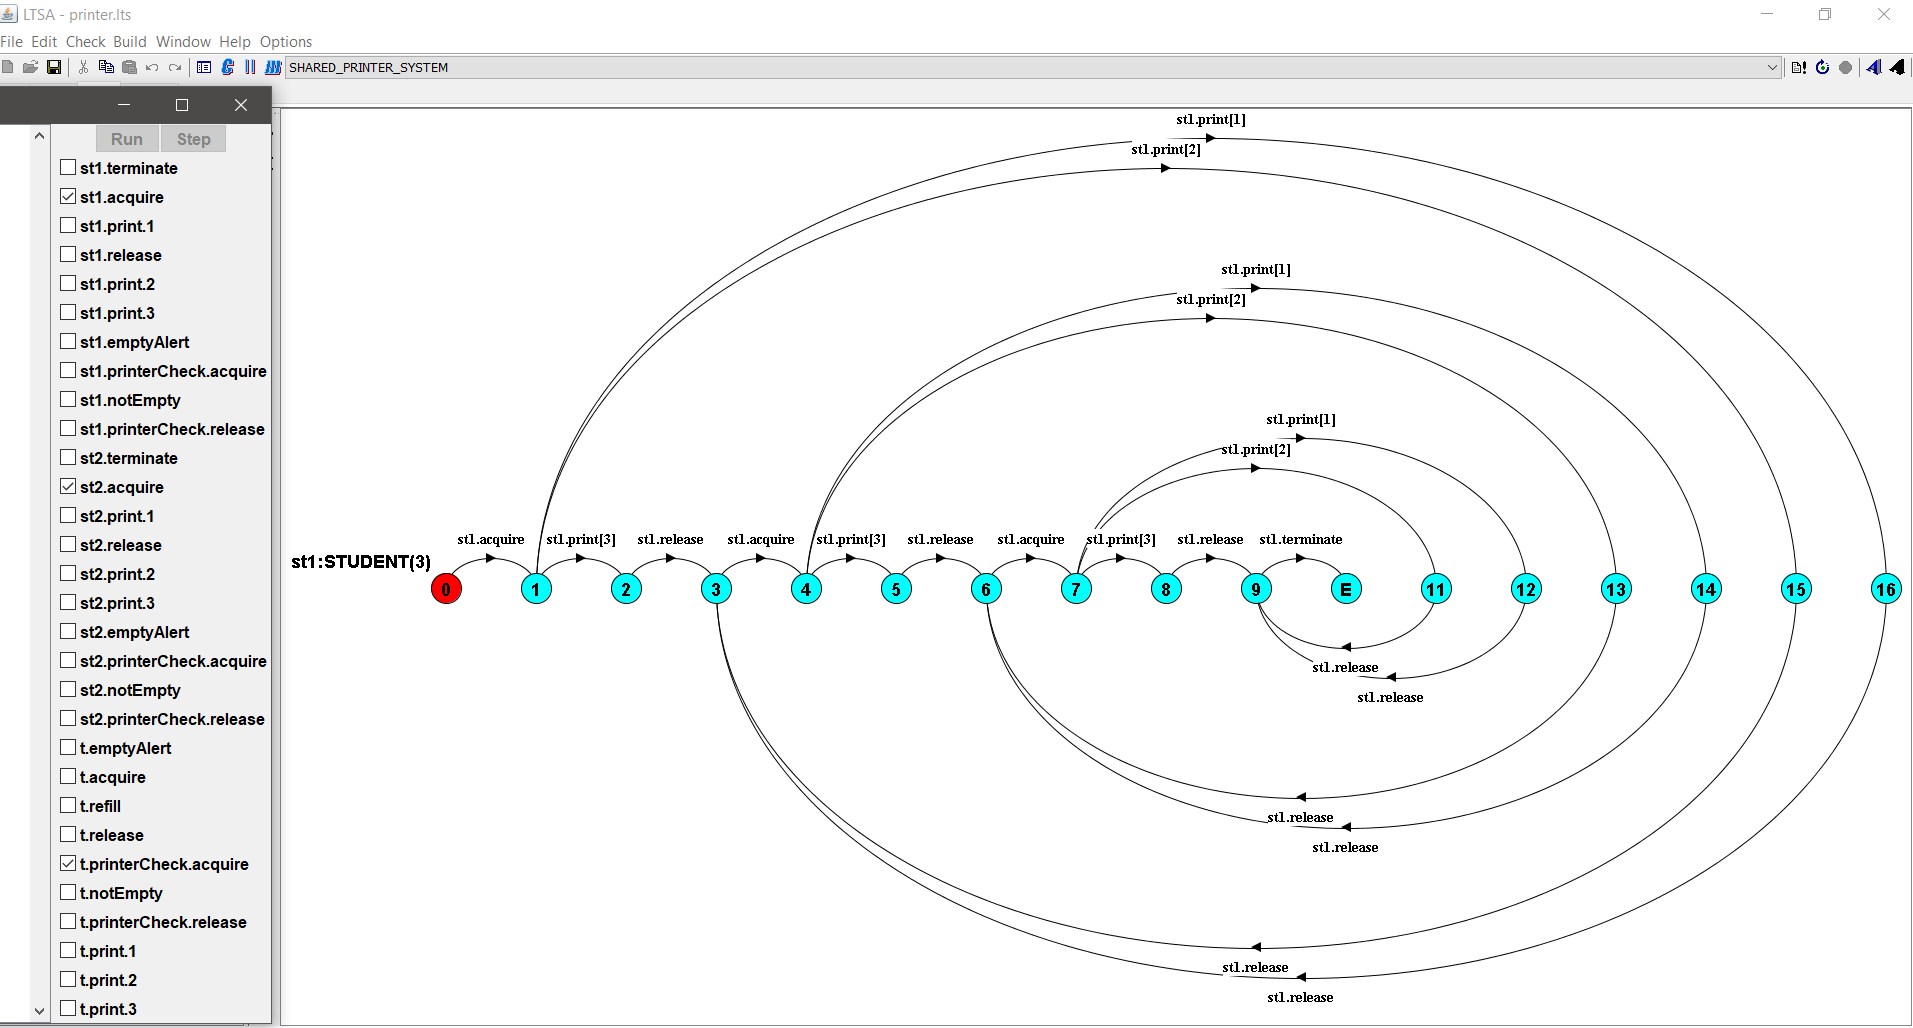 LTSA - printer.lts
File Edit Check Build Window Help Options
SHARED_PRINTER_SYSTEM
Run Step
st1.terminate
st1.acquire
st1.print.1
st1.release
st1.print.2
st1.print.3
st1.emptyAlert
st1.printerCheck.acquire
st1.notEmpty
st1.printerCheck.release
st2.terminate
st2.acquire
st2.print.1
st2.release
st2.print.2
st2.print.3
st2.emptyAlert
st2.printerCheck.acquire
st2.notEmpty
st2.printerCheck.release
t.emptyAlert
t.acquire
t.refill
t.release
t.printerCheck.acquire
t.notEmpty
t.printerCheck.release
t.print.1
t.print.2
t.print.3
st1.print[1]
st1.print[2]
st1.print[1]
st1.print[2]
st1.print[1]
st1.print[2]
st1.acquire st1.print[3] st1.release st1.acquire st1.print[3] st1.release st1.acquire st1.print[3] st1.release st1.terminate
st1:STUDENT(3)
0 1 2 3 4 5 6 7 8 9 E 11 12 13 14 15 16
st1.release
st1.release
st1.release
st1.release
st1.release
st1.release